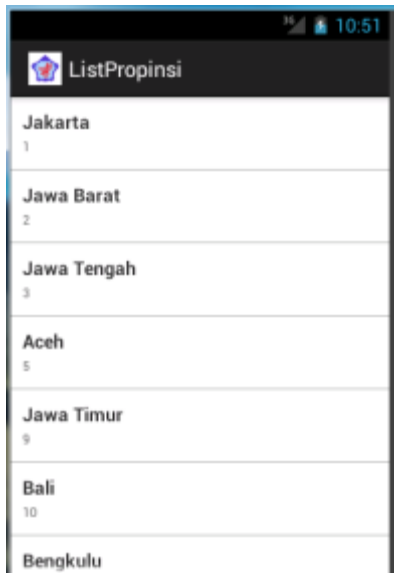 3G 10:51
ListPropinsi
Jakarta
1
Jawa Barat
2
Jawa Tengah
3
Aceh
5
Jawa Timur
9
Bali
10
Bengkulu